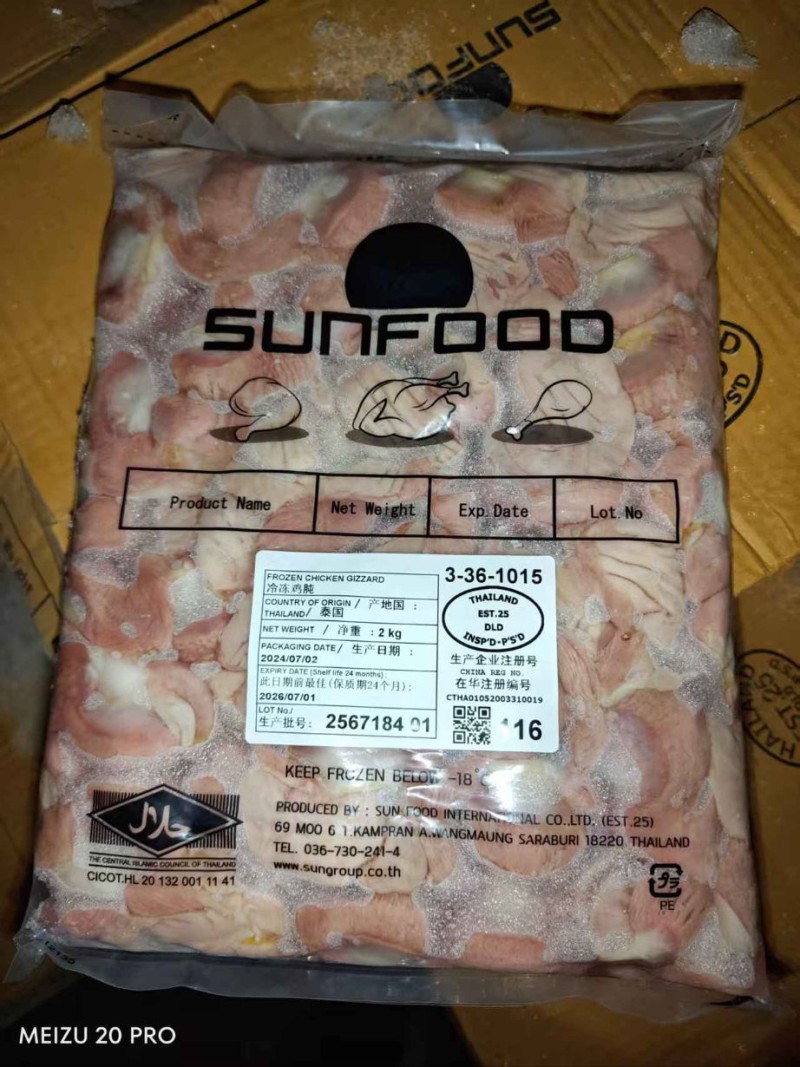 SUNFOOD
SUNFOOD
Product Name
Net Weight
Exp.Date
Lot.No
FROZEN CHICKEN GIZZARD
冷冻鸡肫
COUNTRY OF ORIGIN / 产地国 :
THAILAND/ 泰国
NET WEIGHT / 净重 : 2 kg
PACKAGING DATE/ 生产日期 :
2024/07/02
EXPIRY DATE (Shelf life 24 months) :
此日期前最佳(保质期24个月) :
2026/07/01
LOT No./
生产批号: 2567184 01
3-36-1015
THAILAND
EST.25
DLD
INSP'D-P'S'D
生产企业注册号
CHINA REG NO.
在华注册编号
CTHA01052003310019
116
KEEP FROZEN BELOW -18°C
جلال
THE CENTRAL ISLAMIC COUNCIL OF THAILAND
CICOT.HL 20 132 001 11 41
PRODUCED BY : SUN FOOD INTERNATIONAL CO.,LTD. (EST.25)
69 MOO 6 T.KAMPRAN A.WANGMAUNG SARABURI 18220 THAILAND
TEL. 036-730-241-4
www.sungroup.co.th
プラ
PE
MEIZU 20 PRO